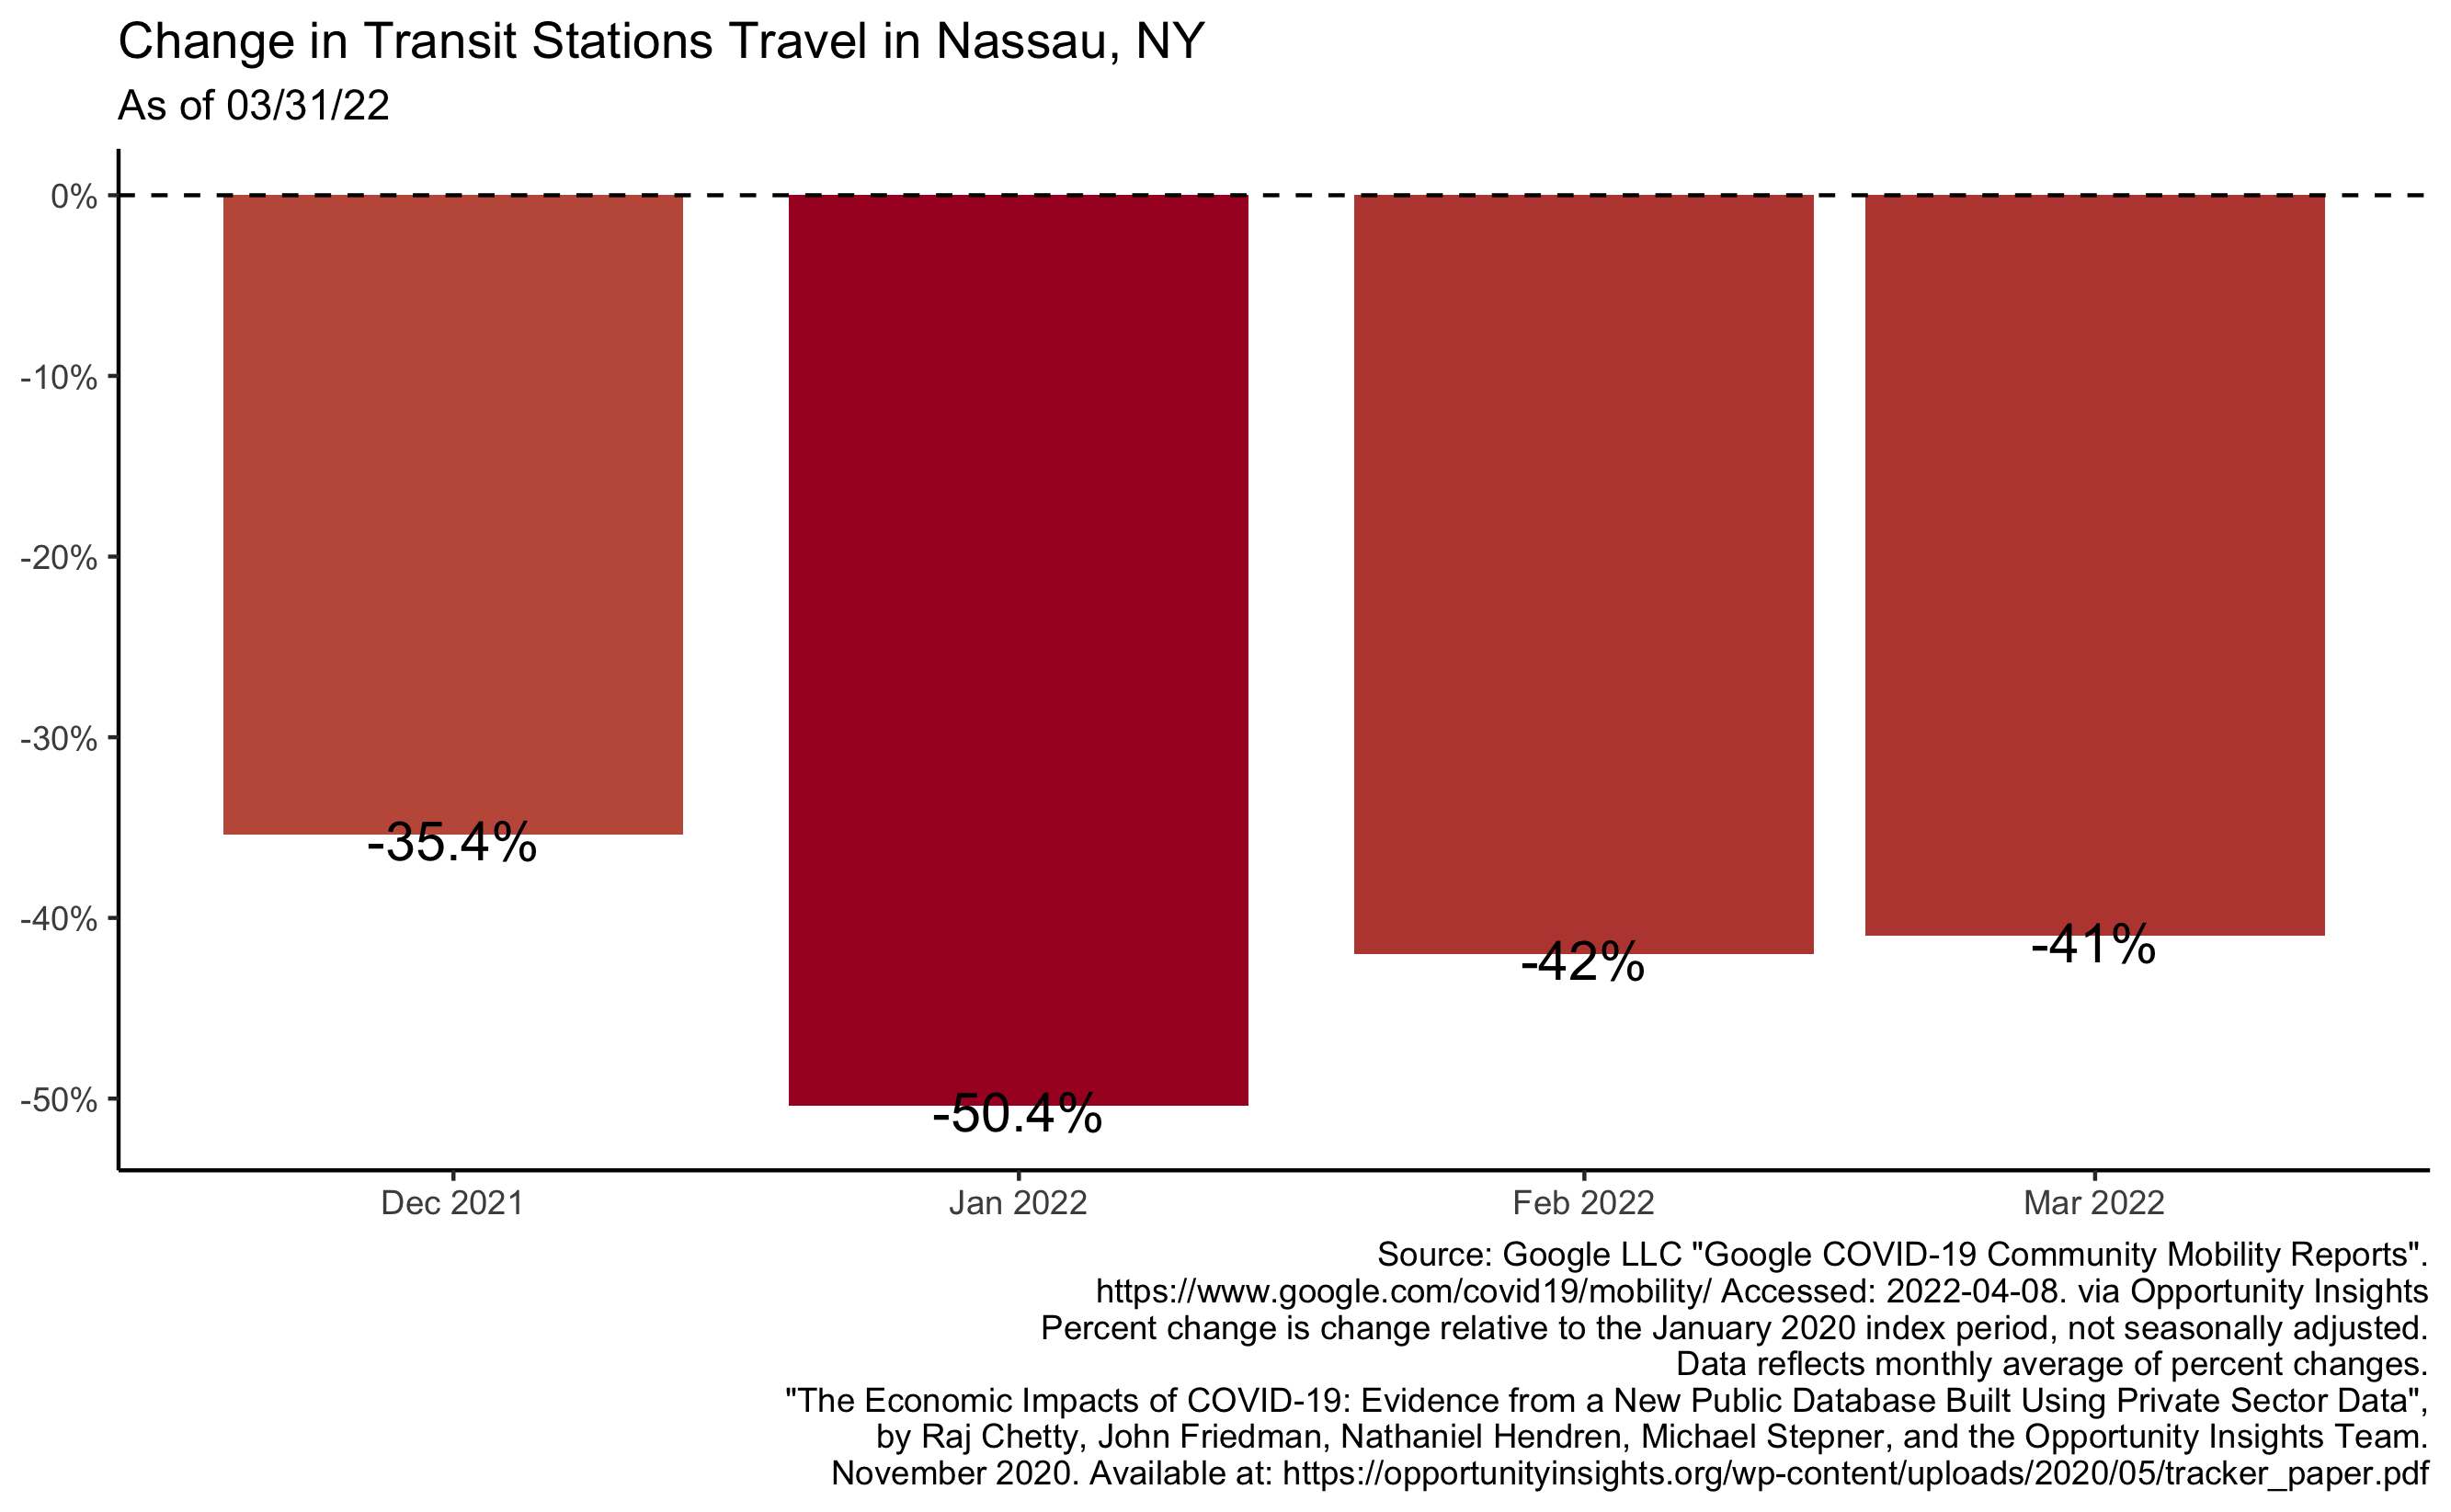 Change in Transit Stations Travel in Nassau, NY
As of 03/31/22
0%
-10%
-20%
-30%
-40%
-50%
-35.4%
-50.4%
-42%
-41%
Dec 2021
Jan 2022
Feb 2022
Mar 2022
Source: Google LLC "Google COVID-19 Community Mobility Reports".
https://www.google.com/covid19/mobility/ Accessed: 2022-04-08. via Opportunity Insights
Percent change is change relative to the January 2020 index period, not seasonally adjusted.
Data reflects monthly average of percent changes.
"The Economic Impacts of COVID-19: Evidence from a New Public Database Built Using Private Sector Data",
by Raj Chetty, John Friedman, Nathaniel Hendren, Michael Stepner, and the Opportunity Insights Team.
November 2020. Available at: https://opportunityinsights.org/wp-content/uploads/2020/05/tracker_paper.pdf